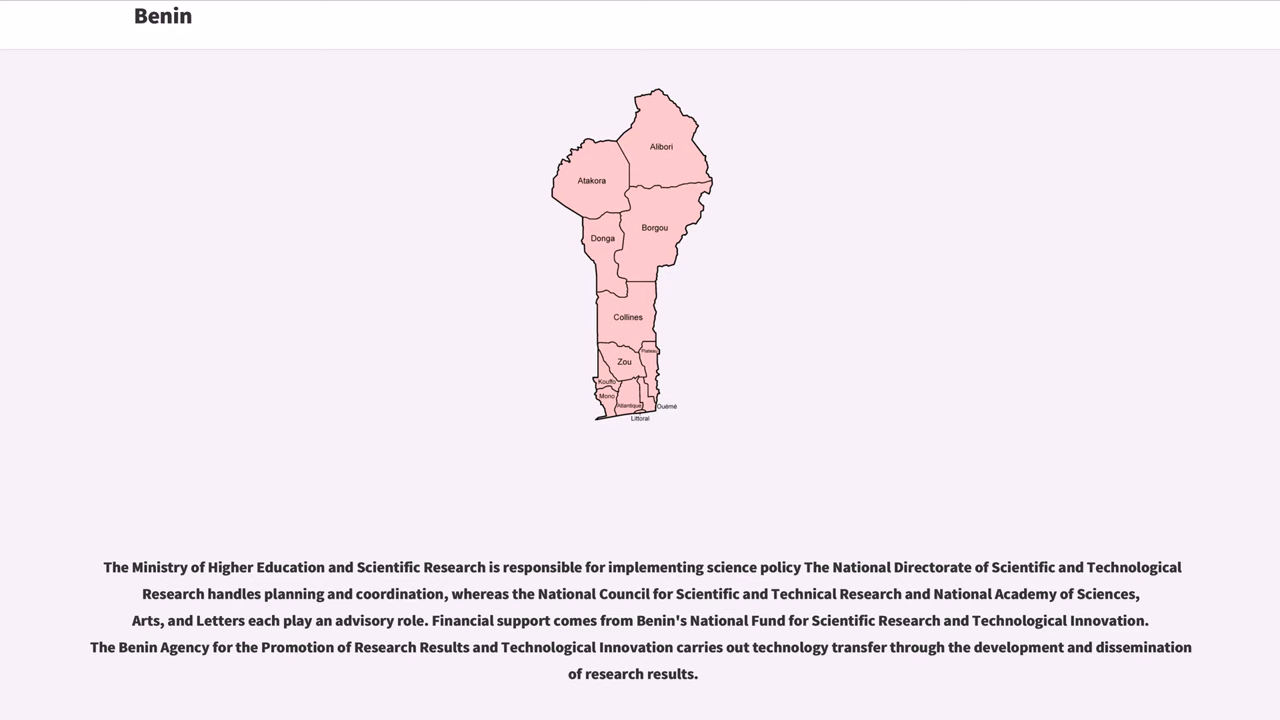 Benin
Alibori
Atakora
Borgou
Donga
Collines
Plateau
Zou
Kouffo
Mono
Atlantique
Ouémé
Littoral
The Ministry of Higher Education and Scientific Research is responsible for implementing science policy The National Directorate of Scientific and Technological
Research handles planning and coordination, whereas the National Council for Scientific and Technical Research and National Academy of Sciences,
Arts, and Letters each play an advisory role. Financial support comes from Benin's National Fund for Scientific Research and Technological Innovation.
The Benin Agency for the Promotion of Research Results and Technological Innovation carries out technology transfer through the development and dissemination
of research results.